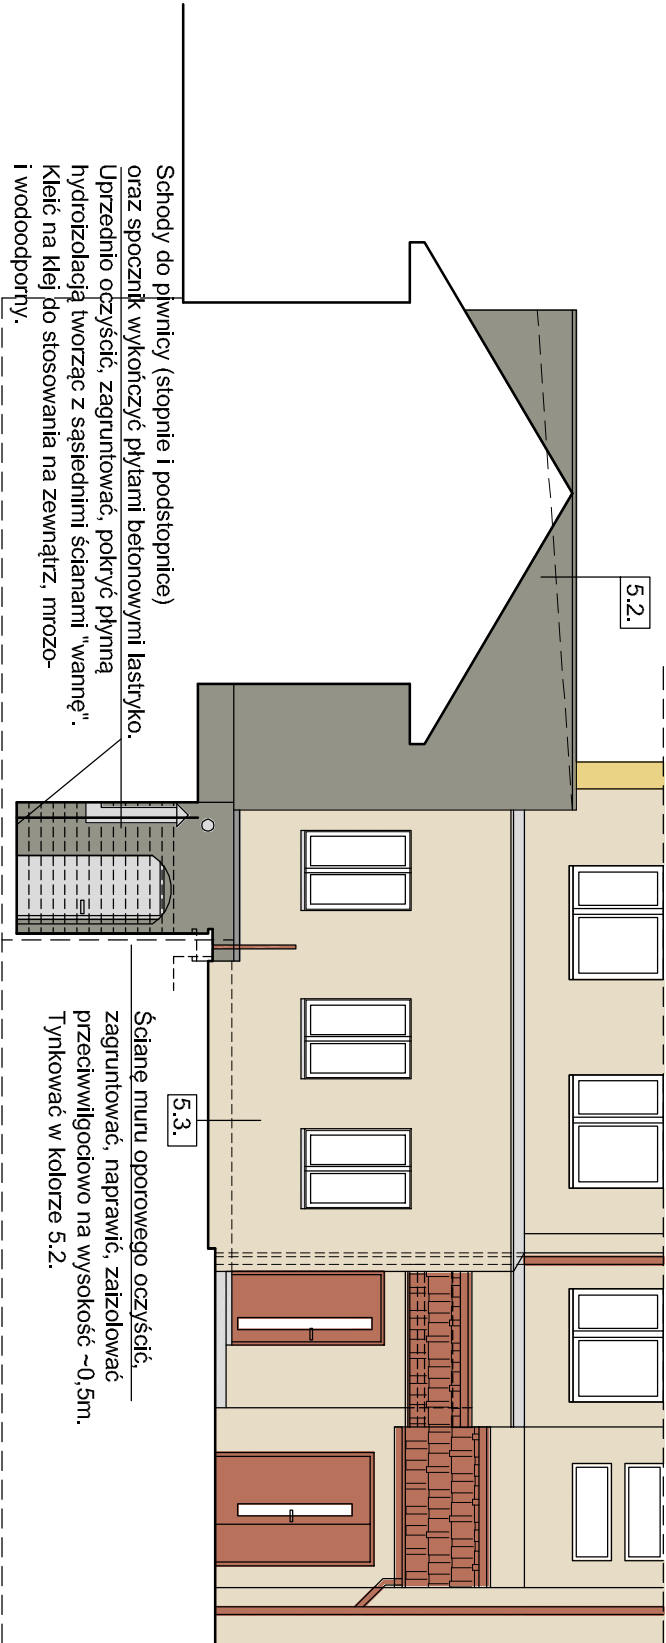 5.2.
Schody do piwnicy (stopnie i podstopnice)
oraz spocznik wykończyć płytami betonowymi lastryko.
Uprzednio oczyścić, zagruntować, pokryć płynną
hydroizolacją tworząc z sąsiednimi ścianami "wannę".
Kleić na klej do stosowania na zewnątrz, mrozo-
i wodoodporny.
5.3.
Ścianę muru oporowego oczyścić,
zagruntować, naprawić, zaizolować
przeciwwilgociowo na wysokość ~0,5m.
Tynkować w kolorze 5.2.